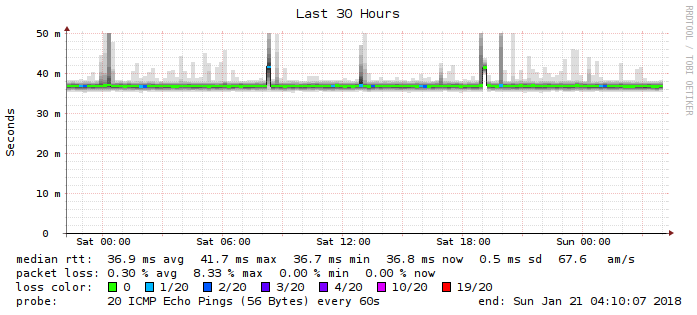 Last 30 Hours
RRDTOOL / TOBI OETIKER
Seconds
50 m
40 m
30 m
20 m
10 m
0
Sat 00:00 Sat 06:00 Sat 12:00 Sat 18:00 Sun 00:00
median rtt: 36.9 ms avg 41.7 ms max 36.7 ms min 36.8 ms now 0.5 ms sd 67.6 am/s
packet loss: 0.30 % avg 8.33 % max 0.00 % min 0.00 % now
loss color: 0 1/20 2/20 3/20 4/20 10/20 19/20
probe: 20 ICMP Echo Pings (56 Bytes) every 60s end: Sun Jan 21 04:10:07 2018